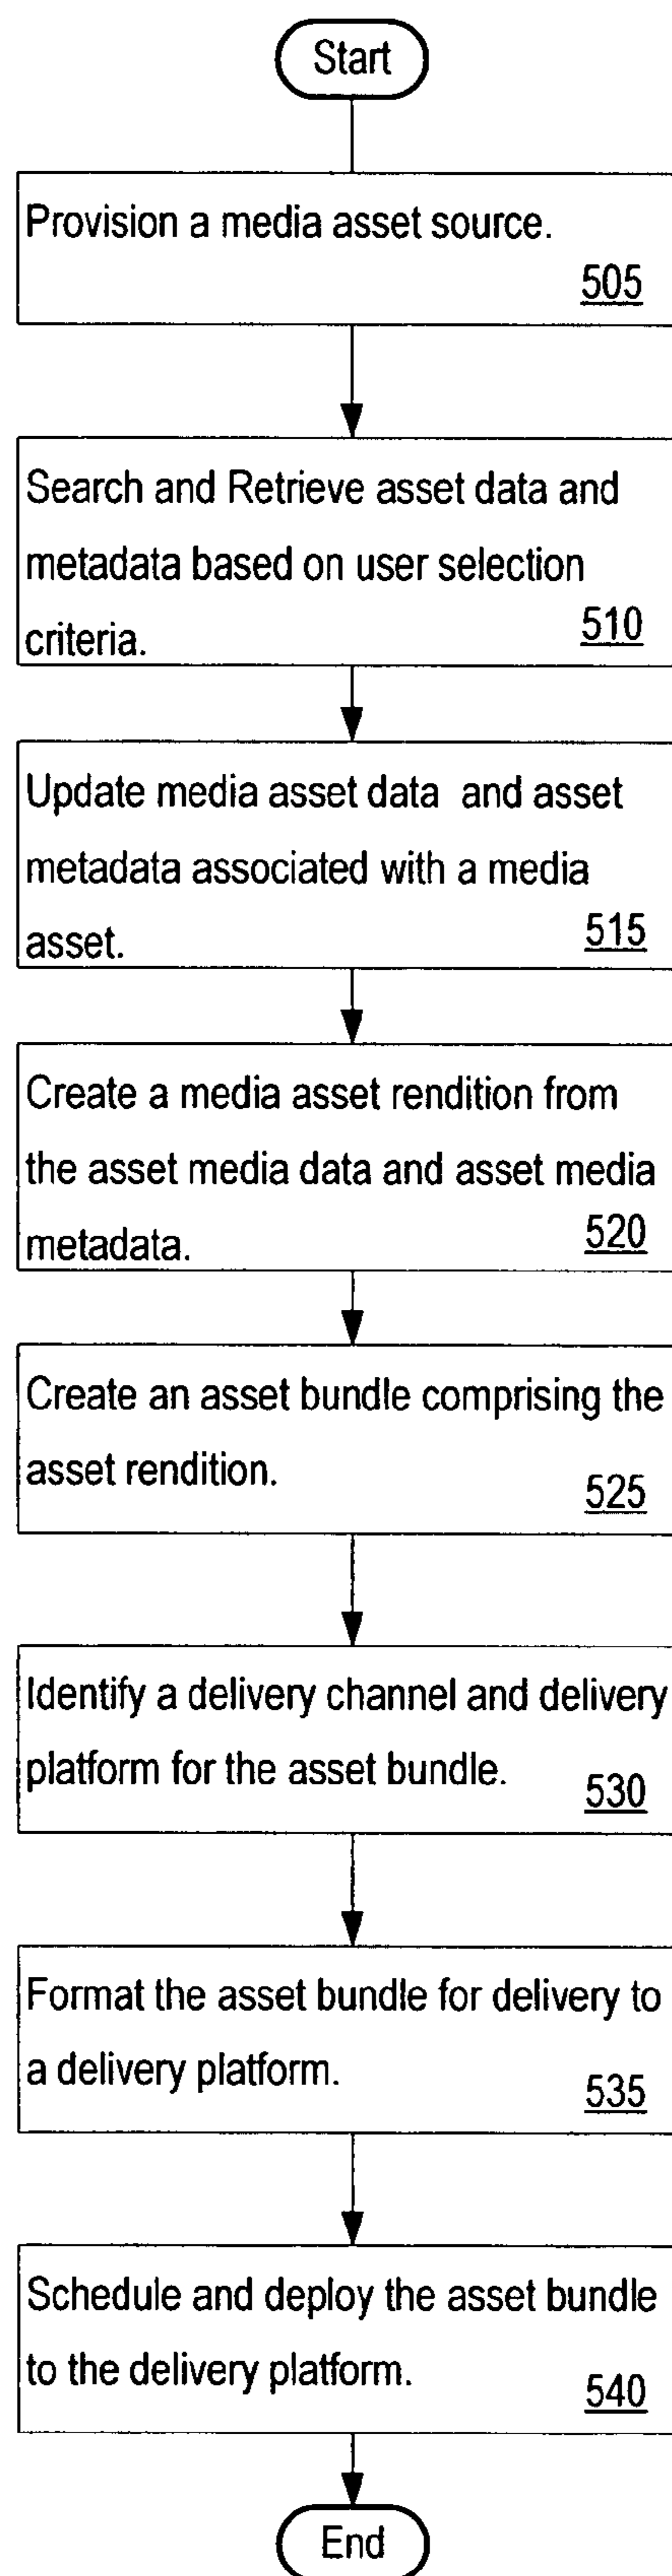 Start
Provision a media asset source.
505
Search and Retrieve asset data and
metadata based on user selection
criteria.
510
Update media asset data and asset
metadata associated with a media
asset.
515
Create a media asset rendition from
the asset media data and asset media
metadata.
520
Create an asset bundle comprising the
asset rendition.
525
Identify a delivery channel and delivery
platform for the asset bundle.
530
Format the asset bundle for delivery to
a delivery platform.
535
Schedule and deploy the asset bundle
to the delivery platform.
540
End